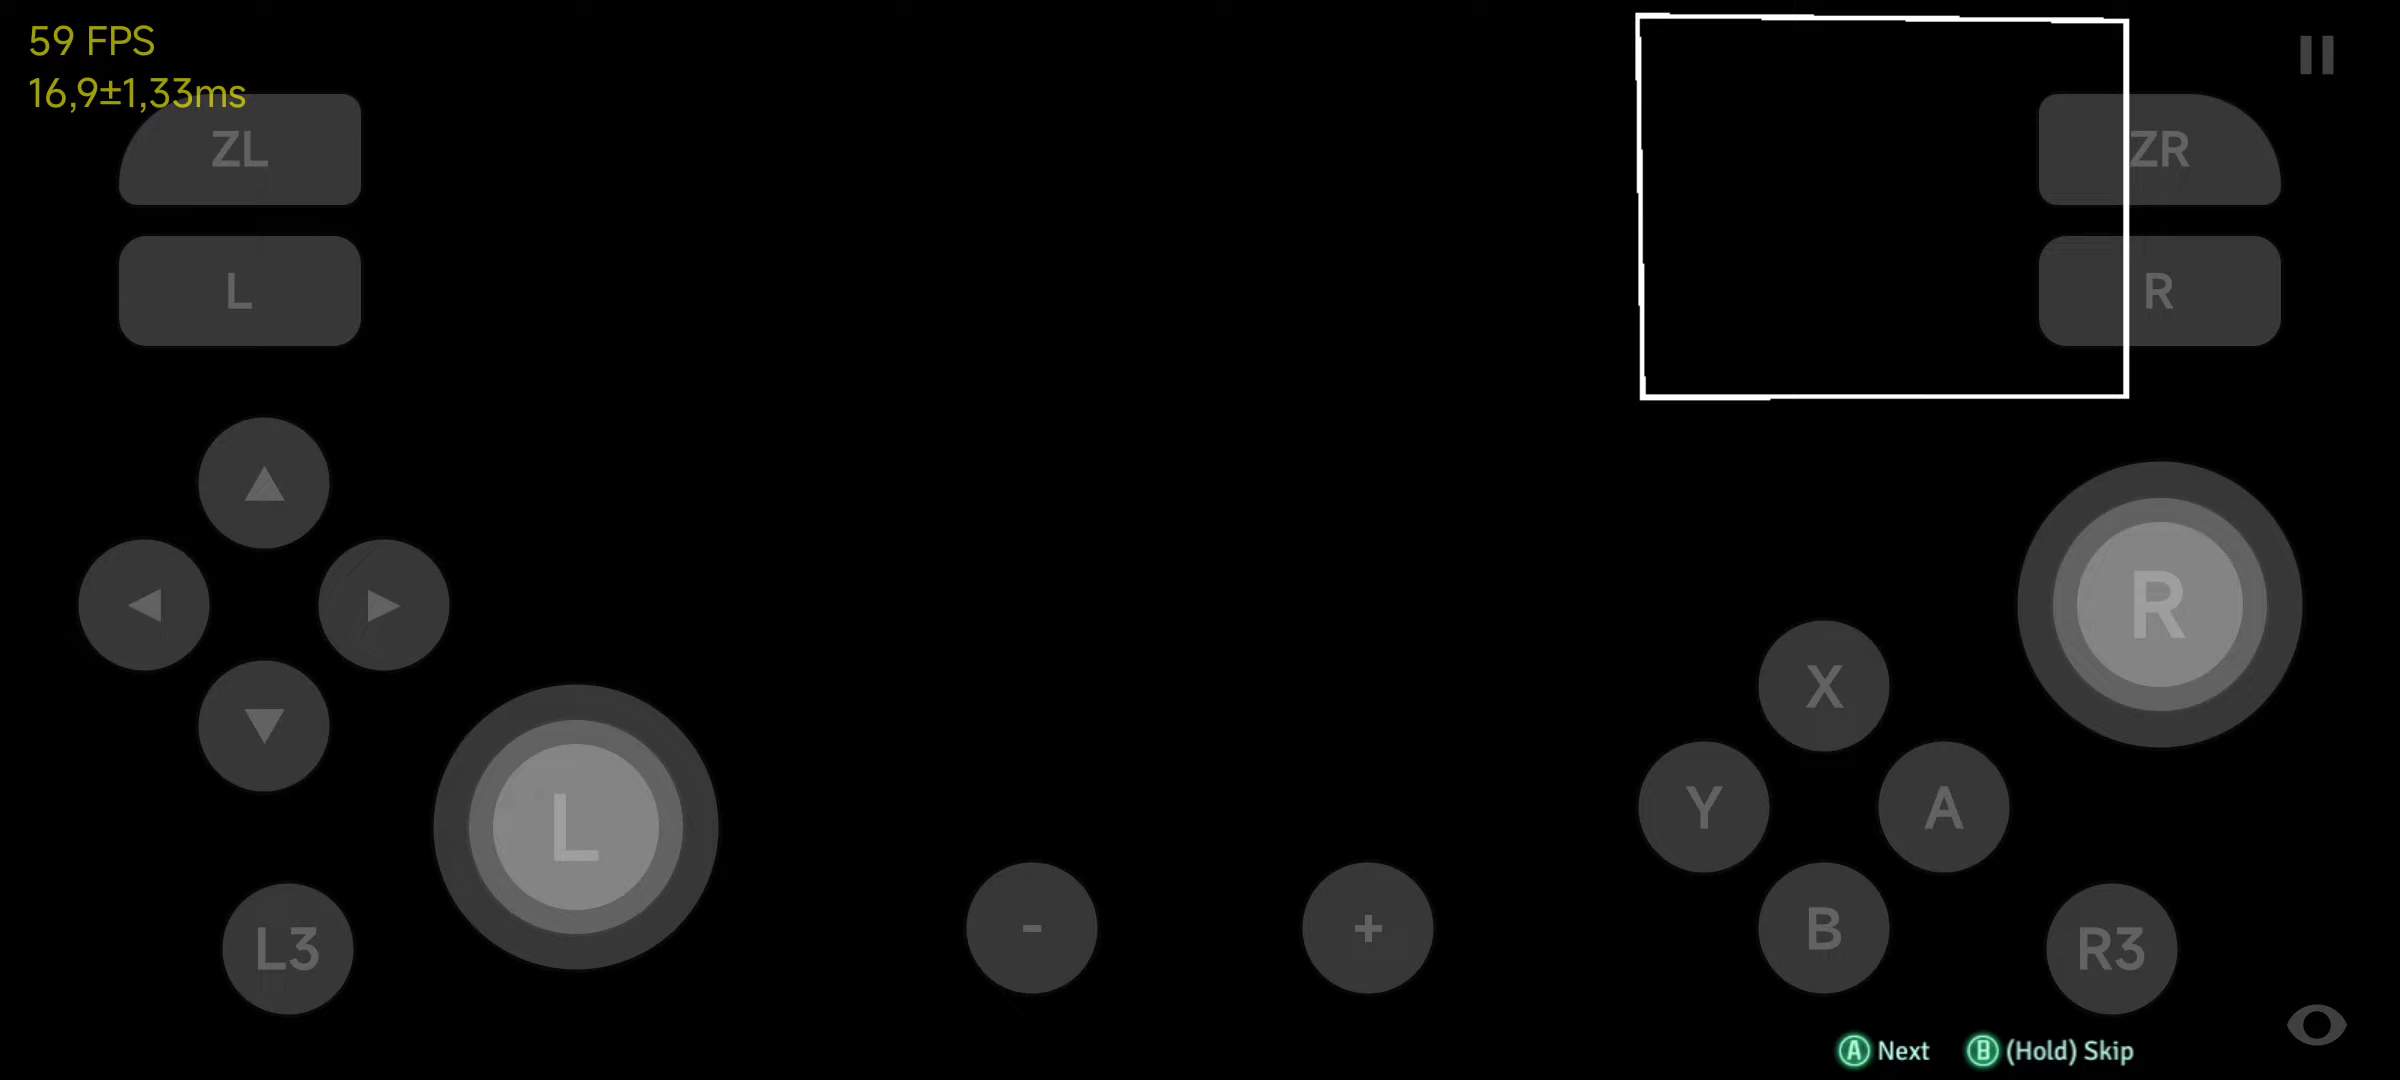 59 FPS
16,9±1,33ms
ZL
ZR
L
R
R
X
Y
A
L
B
L3
-
+
R3
A Next B (Hold) Skip